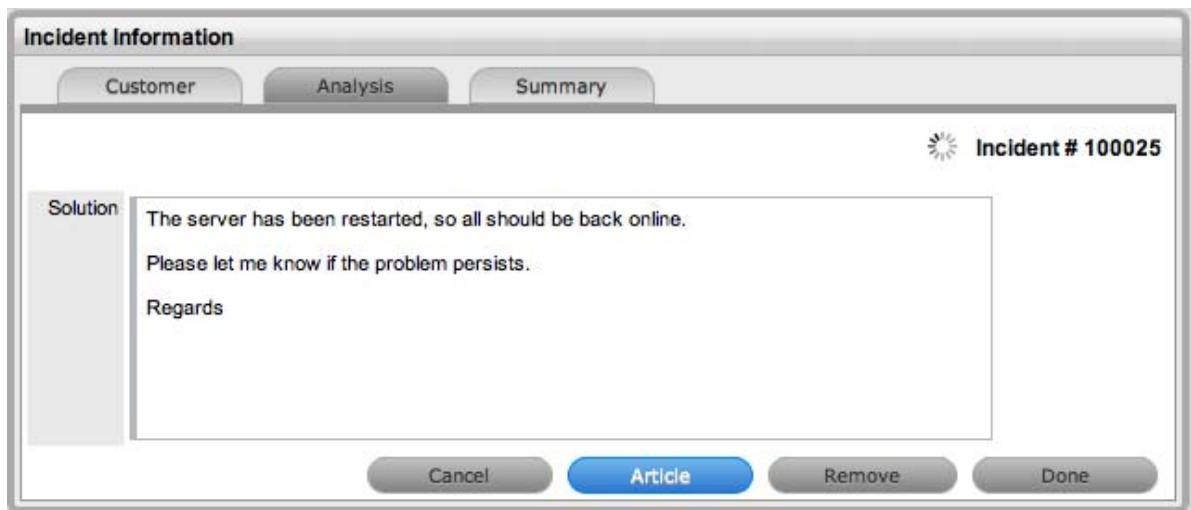 Incident Information
Customer Analysis Summary
Incident # 100025
Solution
The server has been restarted, so all should be back online.
Please let me know if the problem persists.
Regards
Cancel Article Remove Done